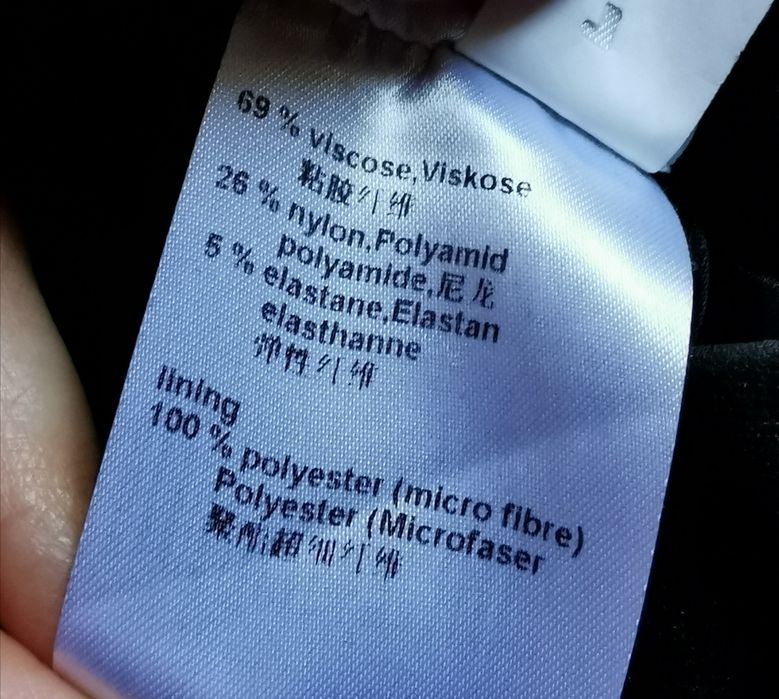 69 % viscose,Viskose
粘胶纤维
26 % nylon,Polyamid
polyamide,尼龙
5 % elastane,Elastan
elasthanne
弹性纤维
lining
100 % polyester (micro fibre)
Polyester (Microfaser
聚酯超细纤维